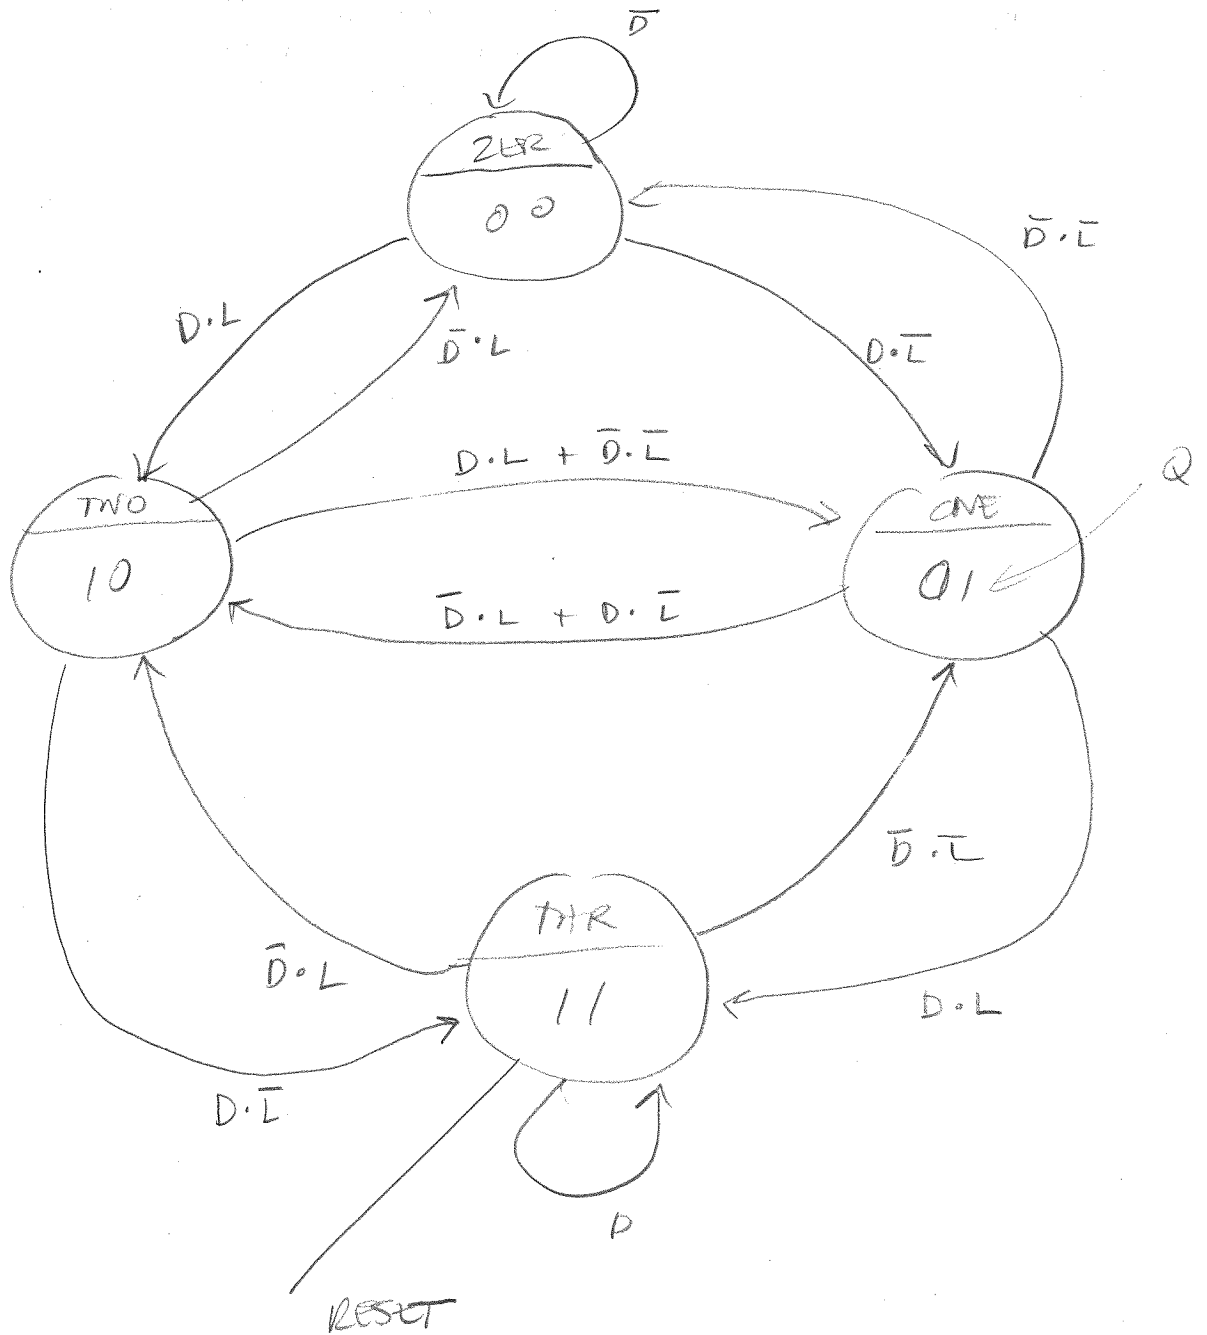 D̅
ZER
00
D̅·L̅
D·L
D̅·L
D·L̅
D·L + D̅·L̅
Q
TWO
10
ONE
01
D̅·L + D·L̅
D̅·L̅
THR
11
D̅·L
D·L
D·L̅
D
RESET